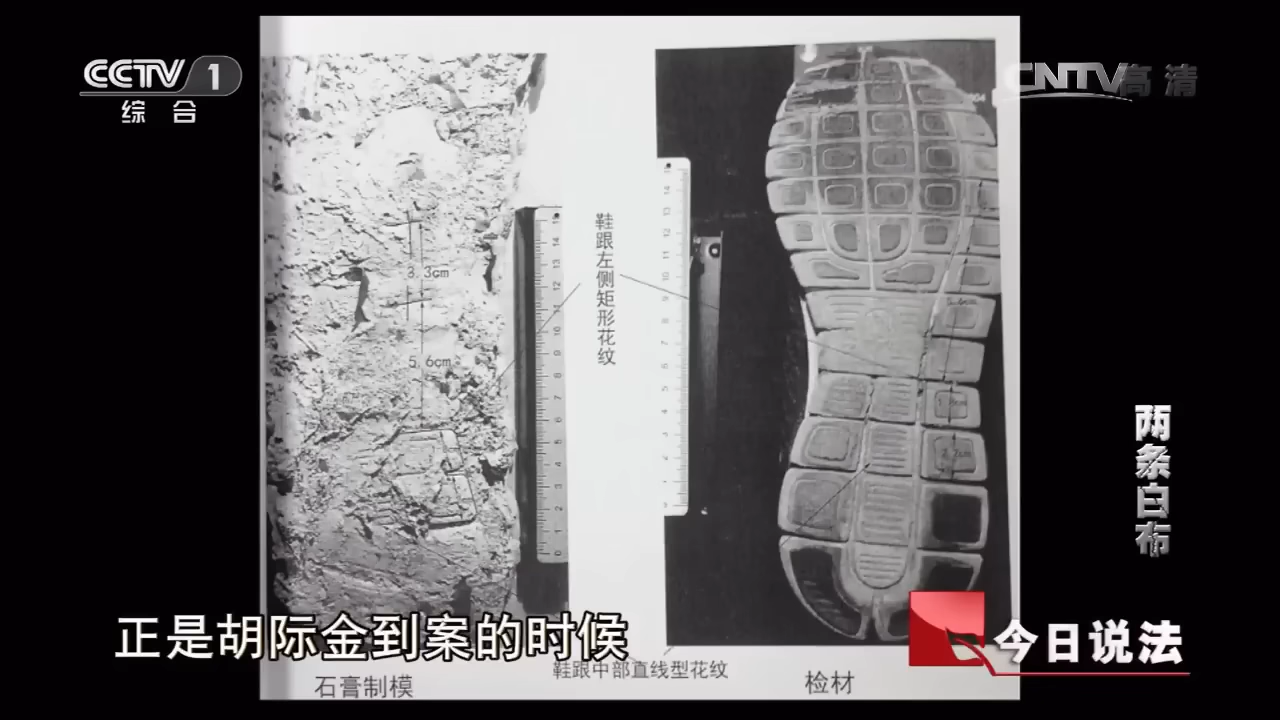 CCTV 1
综合
CNTV高清
鞋跟左侧矩形花纹
3.3cm
5.6cm
两条白布
正是胡际金到案的时候
今日说法
鞋跟中部直线型花纹
石膏制模
检材